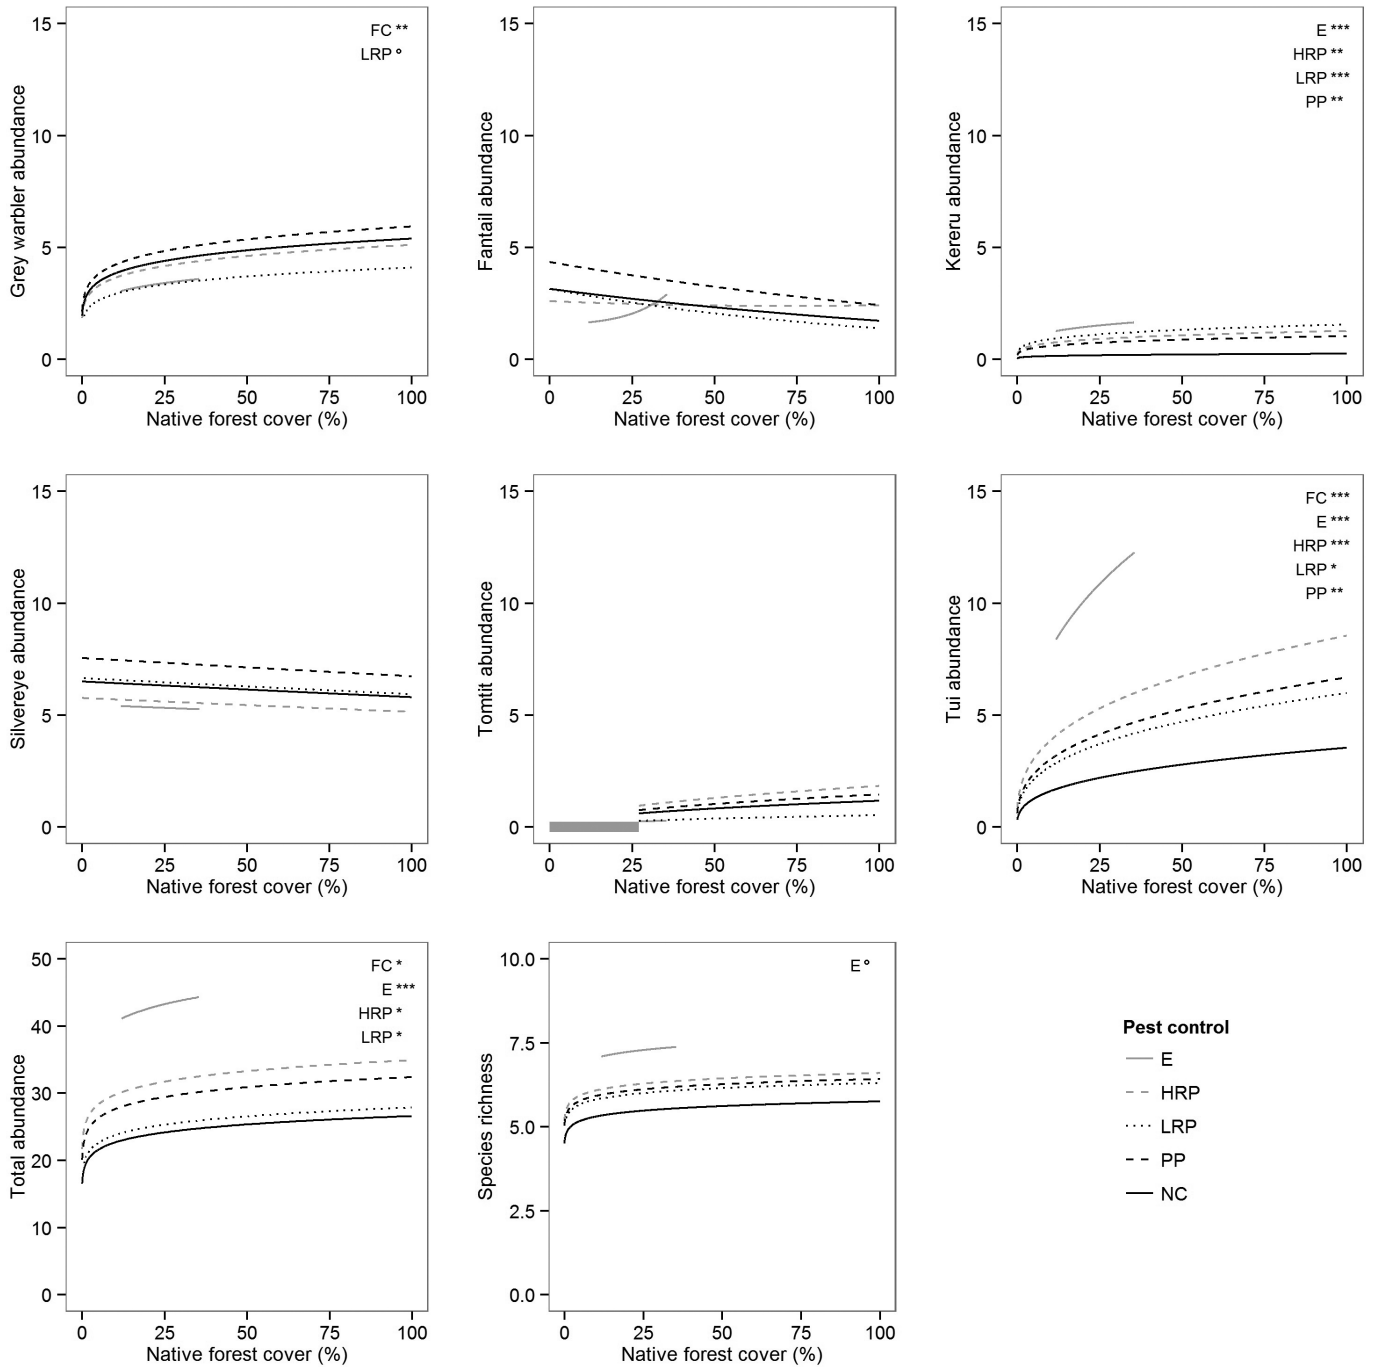 Grey warbler abundance
15
10
5
0
FC **
LRP °
0 25 50 75 100
Native forest cover (%)
Fantail abundance
15
10
5
0
0 25 50 75 100
Native forest cover (%)
Kereru abundance
15
10
5
0
E ***
HRP **
LRP ***
PP **
0 25 50 75 100
Native forest cover (%)
Silvereye abundance
15
10
5
0
0 25 50 75 100
Native forest cover (%)
Tomtit abundance
15
10
5
0
0 25 50 75 100
Native forest cover (%)
Tui abundance
15
10
5
0
FC ***
E ***
HRP ***
LRP *
PP **
0 25 50 75 100
Native forest cover (%)
Total abundance
50
40
30
20
10
0
FC *
E ***
HRP *
LRP *
0 25 50 75 100
Native forest cover (%)
Species richness
10.0
7.5
5.0
2.5
0.0
E °
0 25 50 75 100
Native forest cover (%)
Pest control
E
HRP
LRP
PP
NC